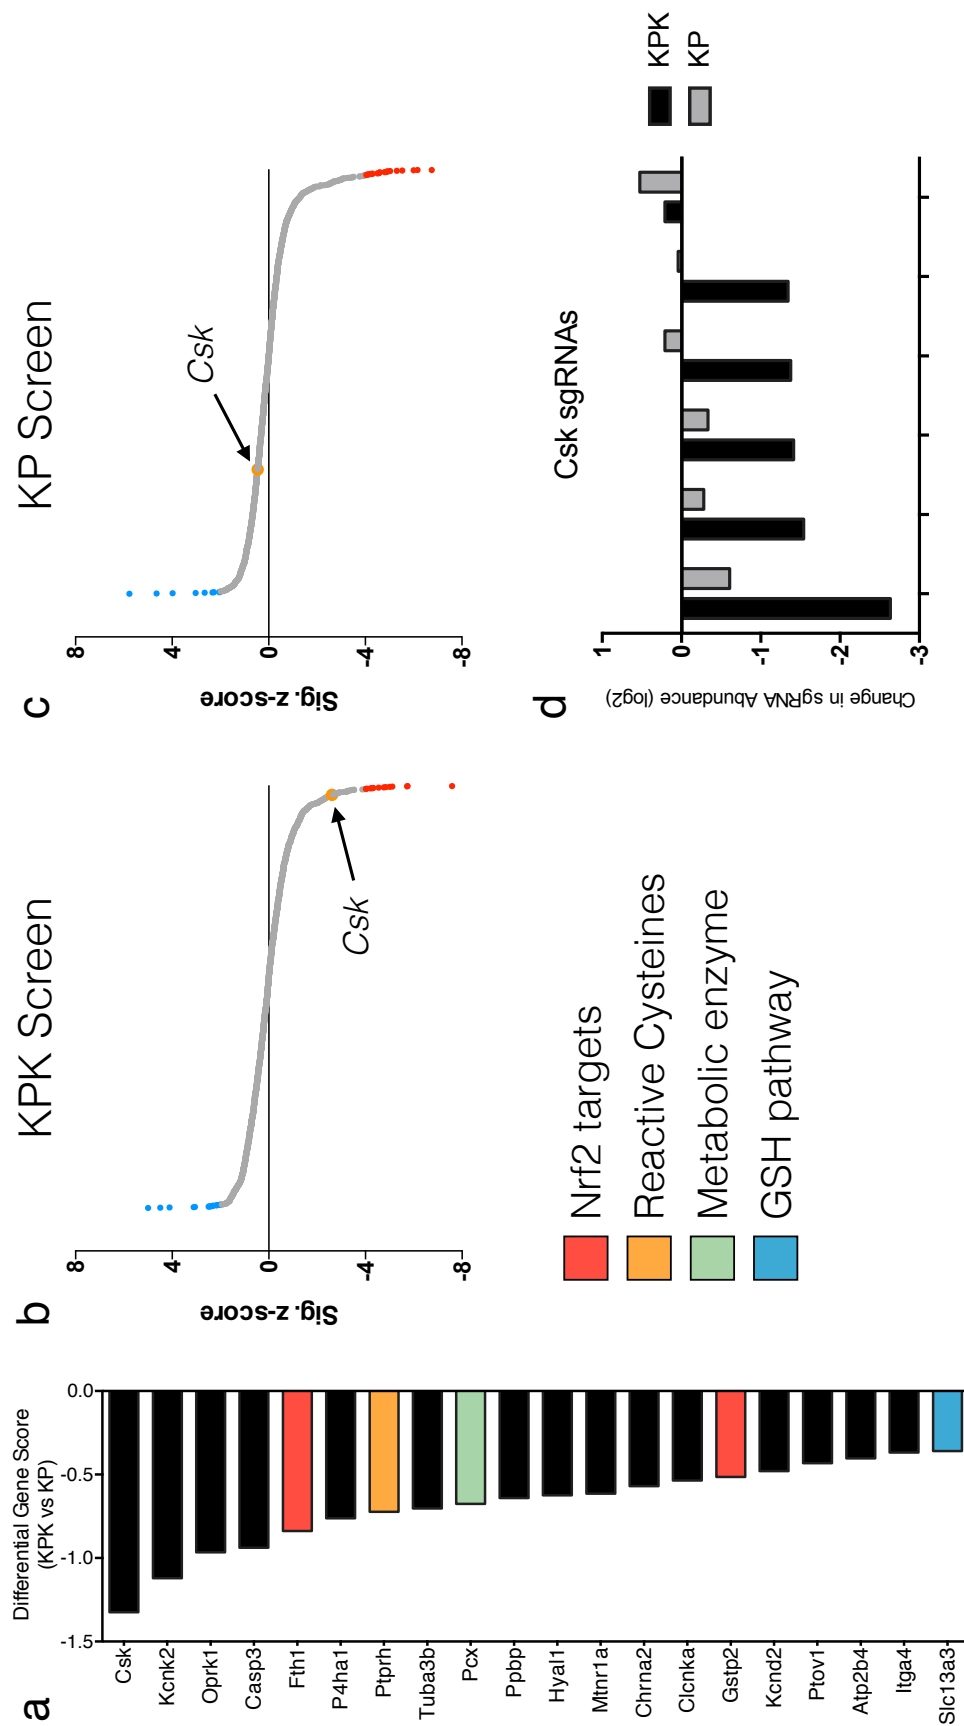 a
Differential Gene Score
(KPK vs KP)
0.0
-0.5
-1.0
-1.5
Csk
Kcnk2
Oprk1
Casp3
Fth1
P4ha1
Ptprh
Tuba3b
Pcx
Ppbp
Hyal1
Mtnr1a
Chrna2
Clcnka
Gstp2
Kcnd2
Ptov1
Atp2b4
Itga4
Slc13a3
b
KPK Screen
Sig. z-score
8
4
0
-4
-8
Csk
Nrf2 targets
Reactive Cysteines
Metabolic enzyme
GSH pathway
c
KP Screen
Sig. z-score
8
4
0
-4
-8
Csk
d
Csk sgRNAs
Change in sgRNA Abundance (log2)
1
0
-1
-2
-3
KPK
KP